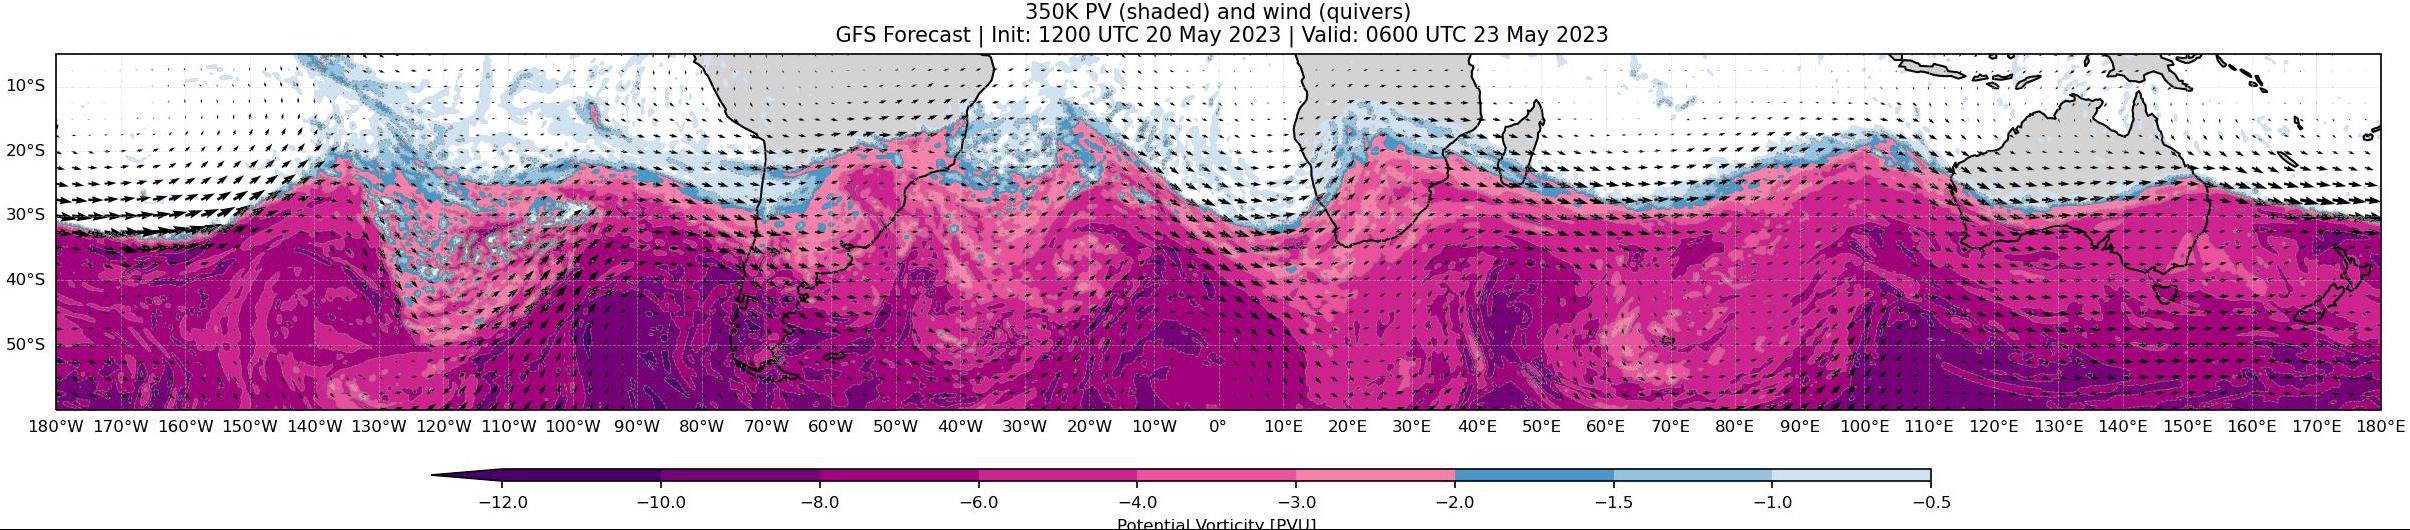 350K PV (shaded) and wind (quivers)
GFS Forecast | Init: 1200 UTC 20 May 2023 | Valid: 0600 UTC 23 May 2023
10°S
20°S
30°S
40°S
50°S
180°W 170°W 160°W 150°W 140°W 130°W 120°W 110°W 100°W 90°W 80°W 70°W 60°W 50°W 40°W 30°W 20°W 10°W 0° 10°E 20°E 30°E 40°E 50°E 60°E 70°E 80°E 90°E 100°E 110°E 120°E 130°E 140°E 150°E 160°E 170°E 180°E
−12.0 −10.0 −8.0 −6.0 −4.0 −3.0 −2.0 −1.5 −1.0 −0.5
Potential Vorticity [PVU]